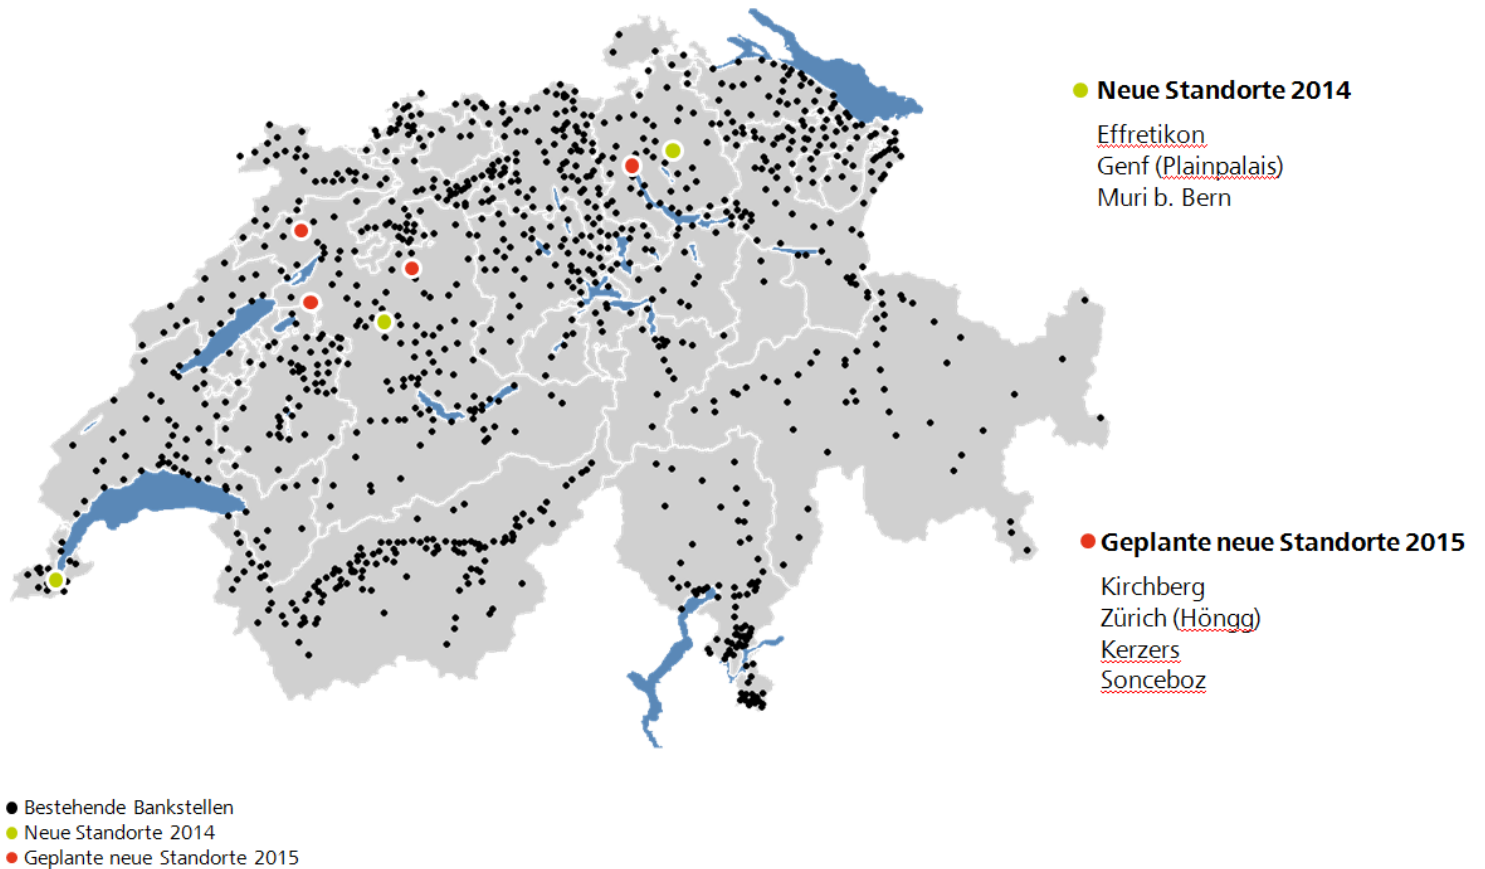 Neue Standorte 2014
Effretikon
Genf (Plainpalais)
Muri b. Bern
Geplante neue Standorte 2015
Kirchberg
Zürich (Höngg)
Kerzers
Sonceboz
Bestehende Bankstellen
Neue Standorte 2014
Geplante neue Standorte 2015